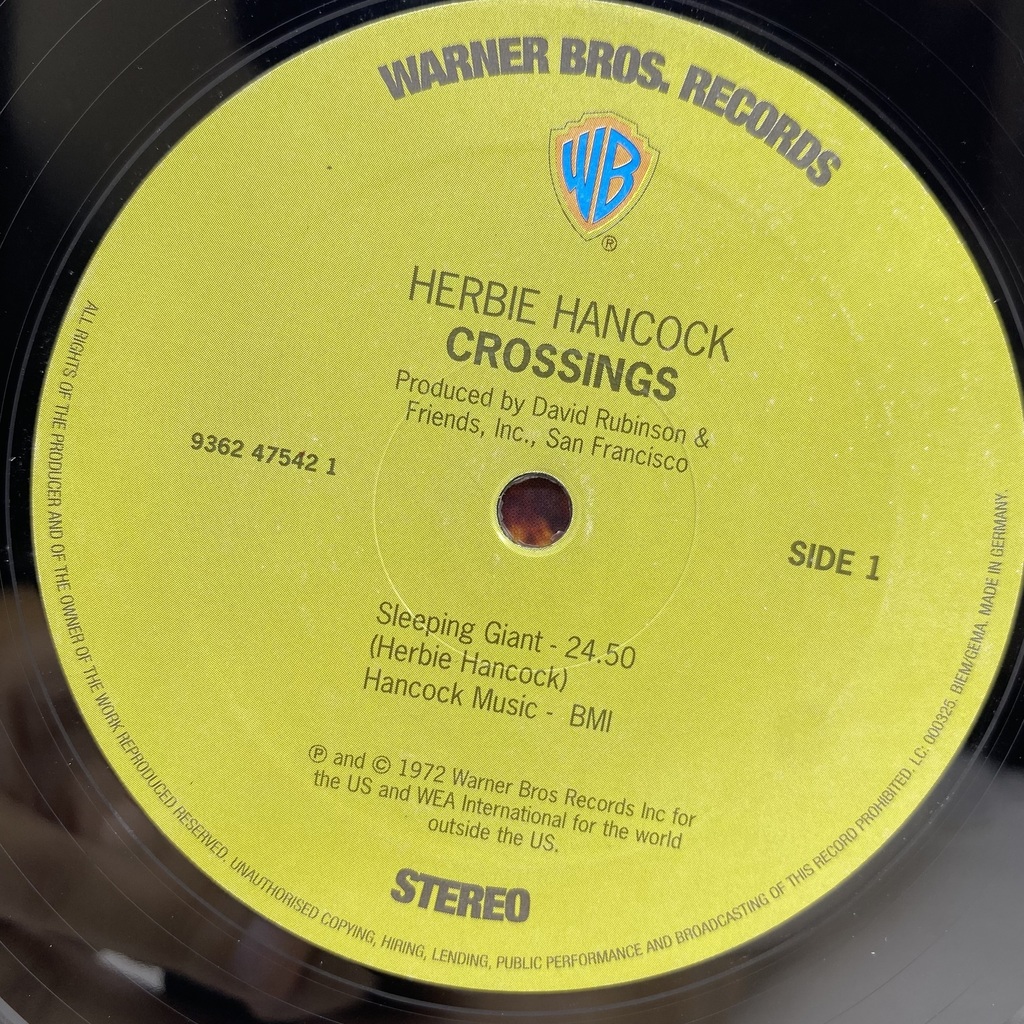 WARNER BROS. RECORDS
WB
®
HERBIE HANCOCK
CROSSINGS
Produced by David Rubinson &
Friends, Inc., San Francisco
9362 47542 1
SIDE 1
Sleeping Giant - 24.50
(Herbie Hancock)
Hancock Music - BMI
℗ and © 1972 Warner Bros Records Inc for
the US and WEA International for the world
outside the US.
STEREO
ALL RIGHTS OF THE PRODUCER AND OF THE OWNER OF THE WORK REPRODUCED RESERVED. UNAUTHORISED COPYING, HIRING, LENDING, PUBLIC PERFORMANCE AND BROADCASTING OF THIS RECORD PROHIBITED. LC: 000325. BIEM/GEMA. MADE IN GERMANY.